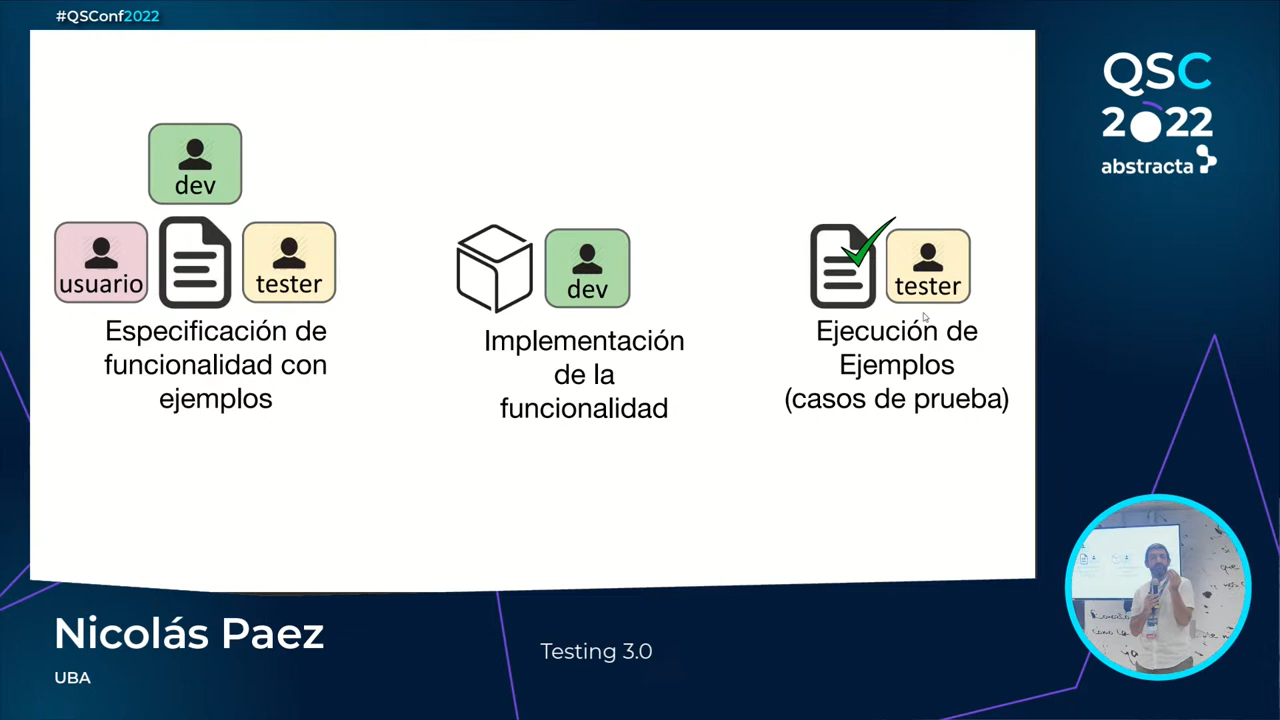 #QSConf2022
QSC
2022
abstracta
dev
usuario
tester
Especificación de
funcionalidad con
ejemplos
dev
Implementación
de la
funcionalidad
tester
Ejecución de
Ejemplos
(casos de prueba)
Nicolás Paez
UBA
Testing 3.0